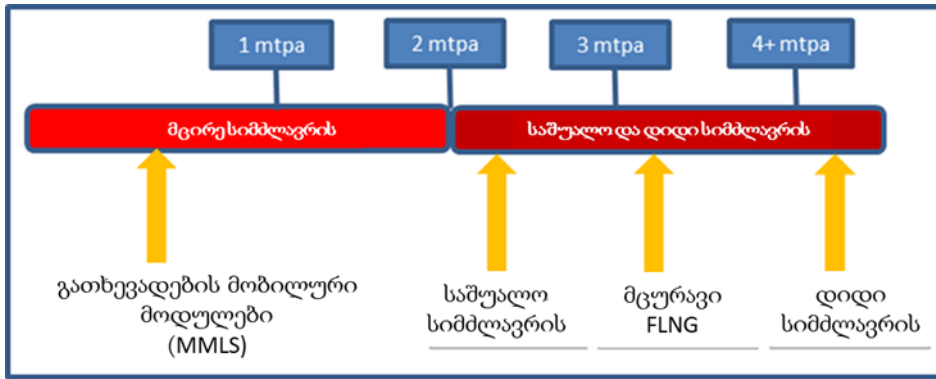 1 mtpa
2 mtpa
3 mtpa
4+ mtpa
მცირე სიმძლავრის
საშუალო და დიდი სიმძლავრის
გათხევადების მობილური
მოდულები
(MMLS)
საშუალო
სიმძლავრის
მცურავი
FLNG
დიდი
სიმძლავრის